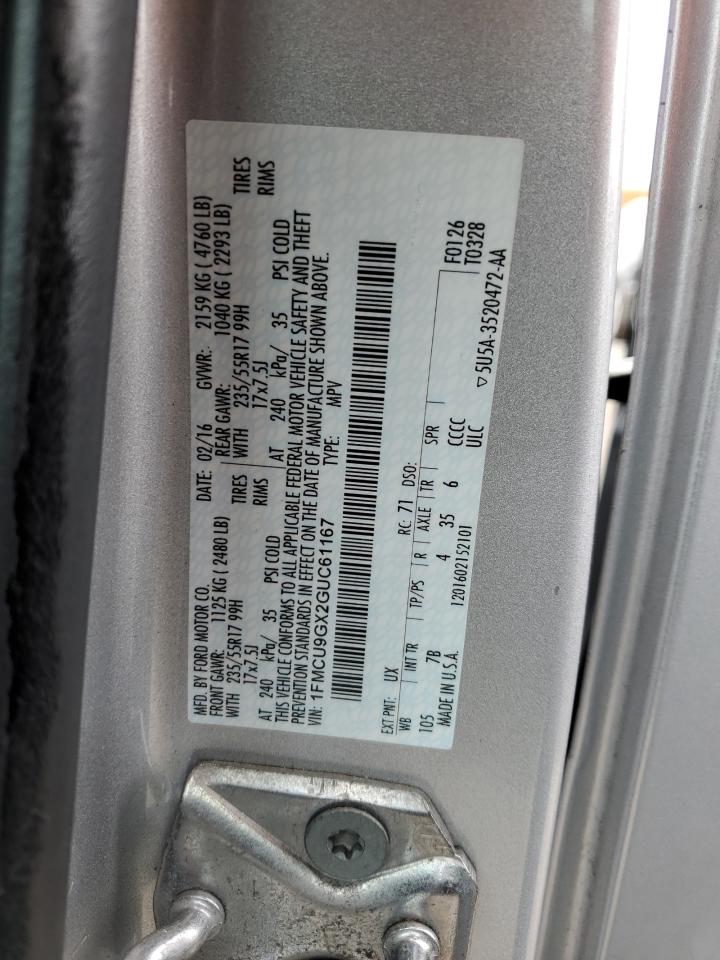 MFD. BY FORD MOTOR CO.
DATE: 02/16 GVWR: 2159 KG ( 4760 LB)
FRONT GAWR: 1125 KG ( 2480 LB) REAR GAWR: 1040 KG ( 2293 LB)
WITH 235/55R17 99H TIRES WITH 235/55R17 99H TIRES
17x7.5J RIMS 17x7.5J RIMS
AT 240 kPa/ 35 PSI COLD AT 240 kPa/ 35 PSI COLD
THIS VEHICLE CONFORMS TO ALL APPLICABLE FEDERAL MOTOR VEHICLE SAFETY AND THEFT
PREVENTION STANDARDS IN EFFECT ON THE DATE OF MANUFACTURE SHOWN ABOVE.
VIN: 1FMCU9GX2GUC61167 TYPE: MPV
EXT PNT: UX RC: 71 DSO: F0126
WB INT TR TP/PS R AXLE TR SPR T0328
105 7B 4 35 6 CCCC
MADE IN U.S.A. 1201602152101 ULC ▽5U5A-3520472-AA